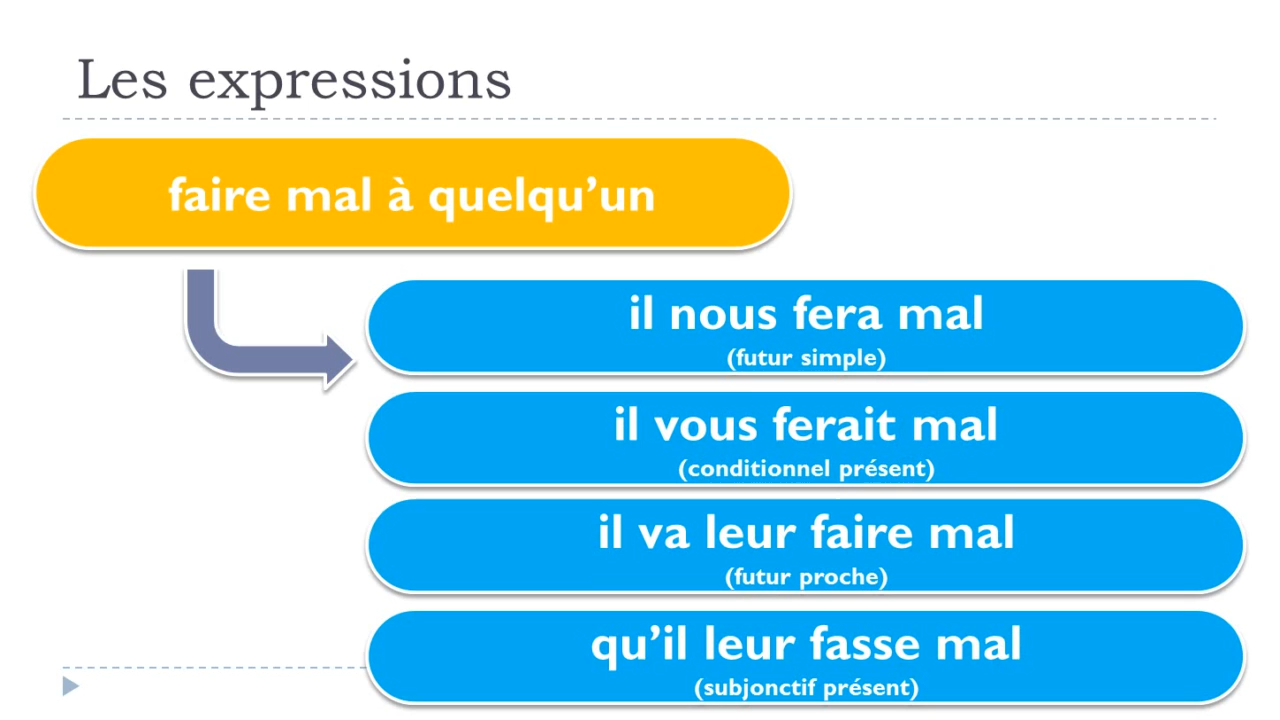 Les expressions
faire mal à quelqu’un
il nous fera mal
(futur simple)
il vous ferait mal
(conditionnel présent)
il va leur faire mal
(futur proche)
qu’il leur fasse mal
(subjonctif présent)